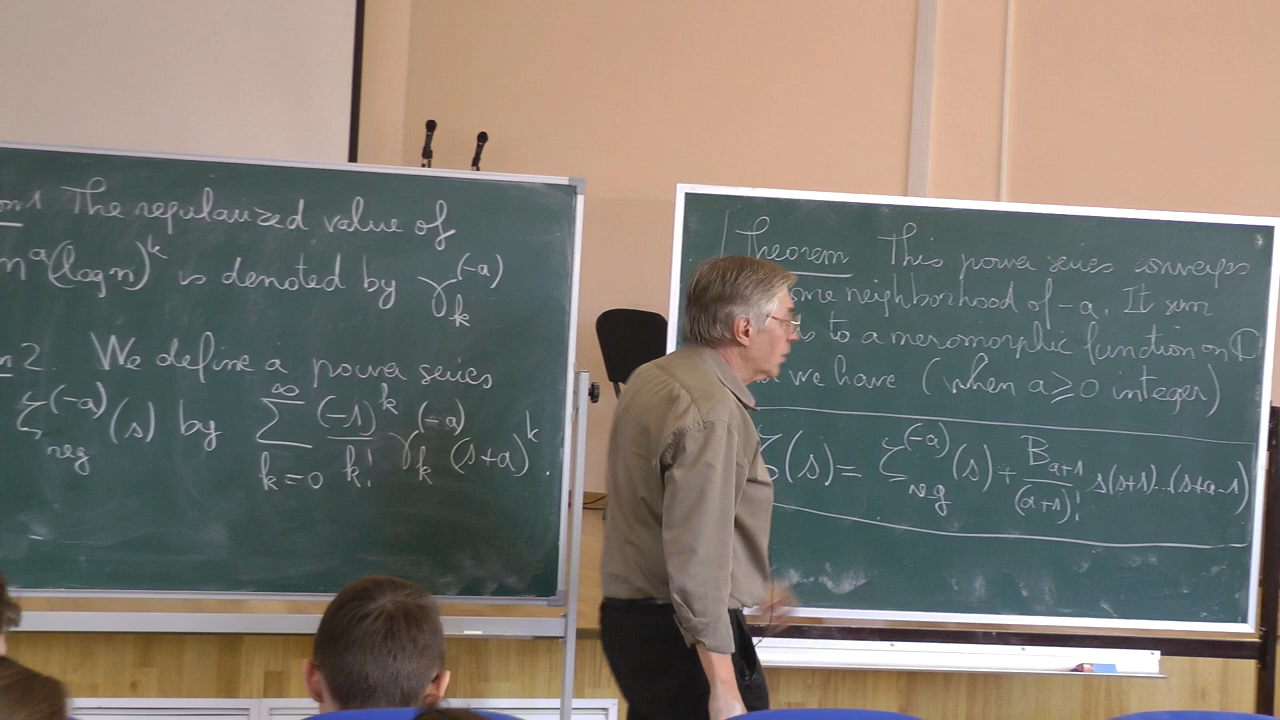 The regularized value of
n^a(log n)^k is denoted by γ_k^(-a)
2. We define a power series
ζ_reg^(-a)(s) by ∑_{k=0}^∞ (-1)^k/k! γ_k^(-a) (s+a)^k.
Theorem This power series converges
neighborhood of -a. It sum
to a meromorphic function on C
we have (when a≥0 integer)
ζ(s) = ζ_reg^(-a)(s) + B_{a+1}/(a+1)! s(s+1)...(s+a-1)